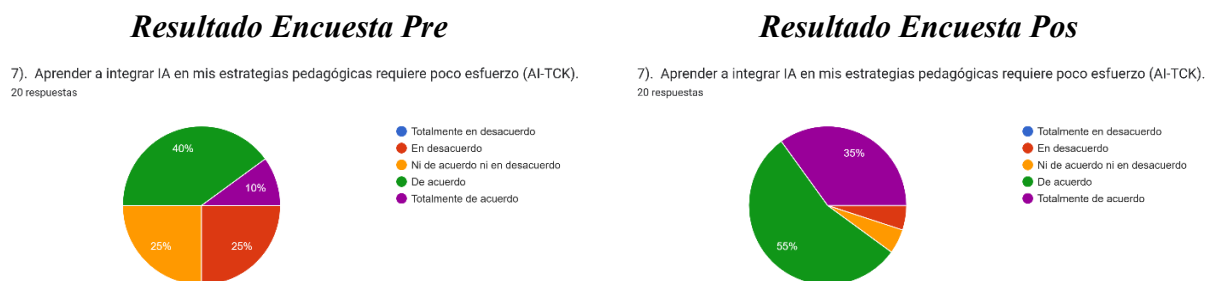 Resultado Encuesta Pre
7).  Aprender a integrar IA en mis estrategias pedagógicas requiere poco esfuerzo (AI-TCK).
20 respuestas
40%
10%
25%
25%
Totalmente en desacuerdo
En desacuerdo
Ni de acuerdo ni en desacuerdo
De acuerdo
Totalmente de acuerdo
Resultado Encuesta Pos
7).  Aprender a integrar IA en mis estrategias pedagógicas requiere poco esfuerzo (AI-TCK).
20 respuestas
35%
55%
Totalmente en desacuerdo
En desacuerdo
Ni de acuerdo ni en desacuerdo
De acuerdo
Totalmente de acuerdo